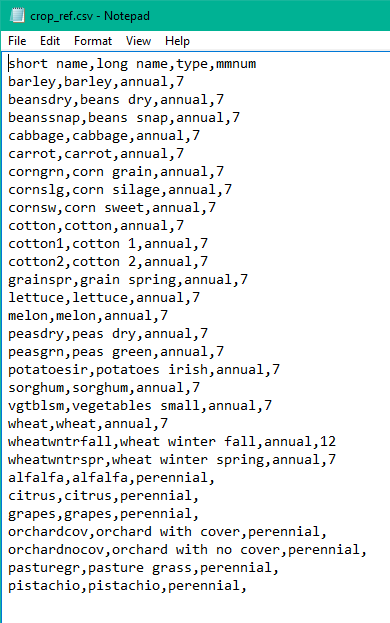 crop_ref.csv - Notepad
File Edit Format View Help
short name,long name,type,mmnum
barley,barley,annual,7
beansdry,beans dry,annual,7
beanssnap,beans snap,annual,7
cabbage,cabbage,annual,7
carrot,carrot,annual,7
corngrn,corn grain,annual,7
cornslg,corn silage,annual,7
cornsw,corn sweet,annual,7
cotton,cotton,annual,7
cotton1,cotton 1,annual,7
cotton2,cotton 2,annual,7
grainspr,grain spring,annual,7
lettuce,lettuce,annual,7
melon,melon,annual,7
peasdry,peas dry,annual,7
peasgrn,peas green,annual,7
potatoesir,potatoes irish,annual,7
sorghum,sorghum,annual,7
vgtblsm,vegetables small,annual,7
wheat,wheat,annual,7
wheatwntrfall,wheat winter fall,annual,12
wheatwntrspr,wheat winter spring,annual,7
alfalfa,alfalfa,perennial,
citrus,citrus,perennial,
grapes,grapes,perennial,
orchardcov,orchard with cover,perennial,
orchardnocov,orchard with no cover,perennial,
pasturegr,pasture grass,perennial,
pistachio,pistachio,perennial,